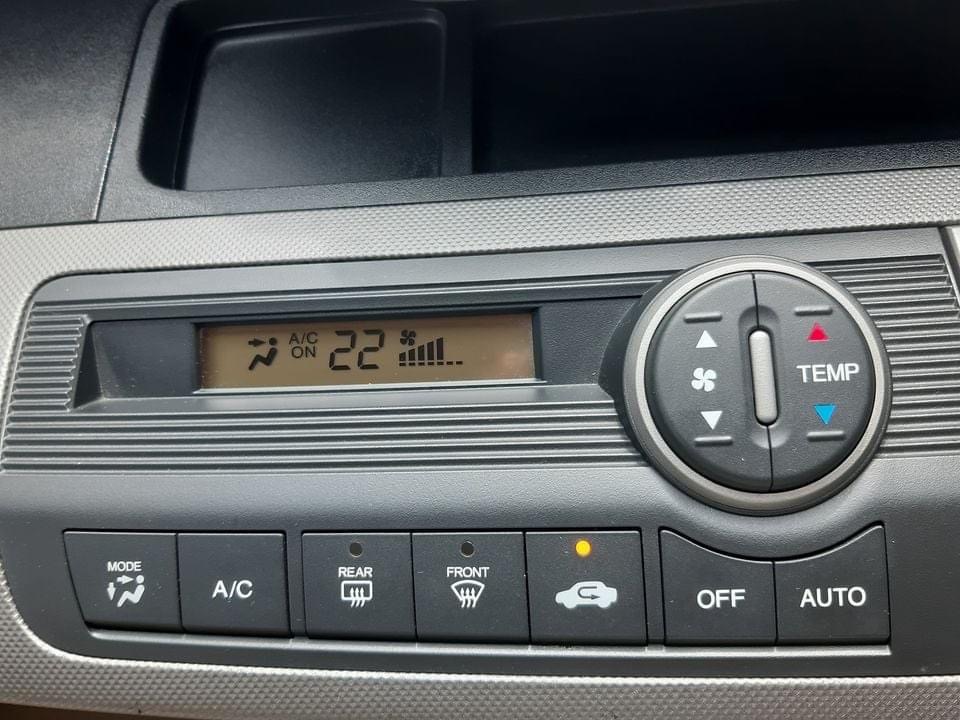 A/C
ON
22
TEMP
MODE
A/C
REAR
FRONT
OFF
AUTO